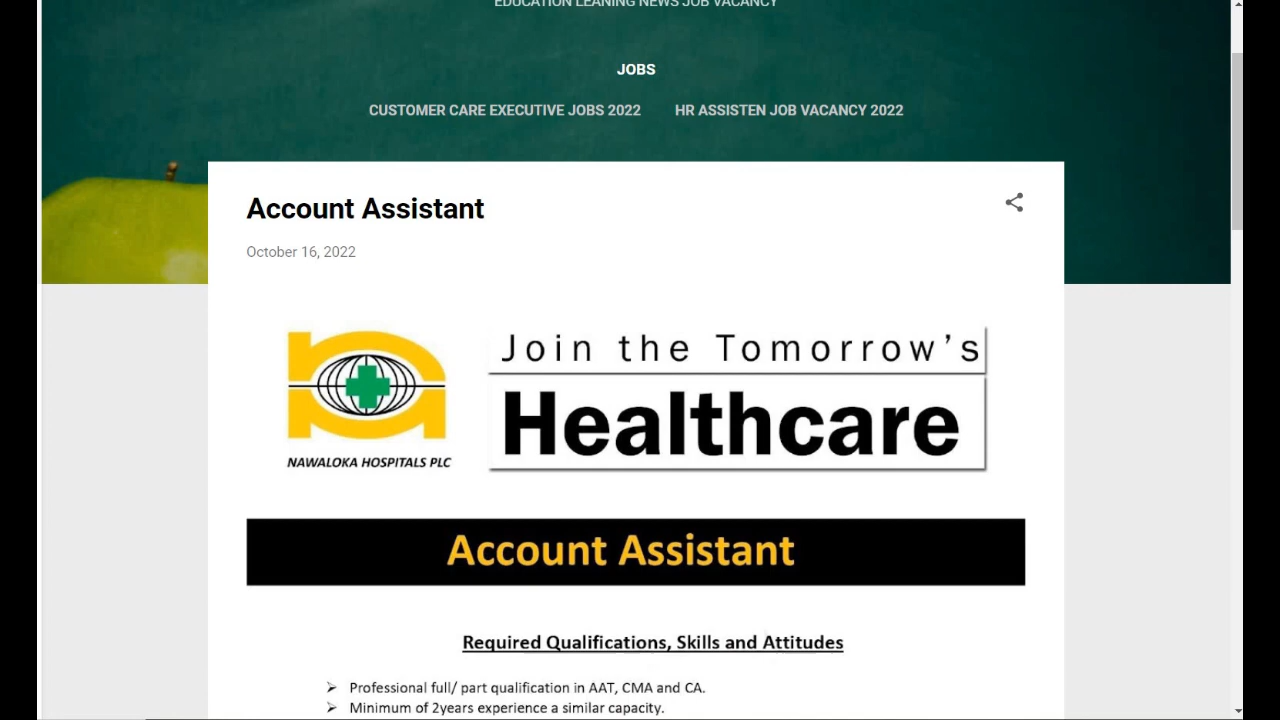 EDUCATION LEANING NEWS JOB VACANCY
JOBS
CUSTOMER CARE EXECUTIVE JOBS 2022 HR ASSISTEN JOB VACANCY 2022
Account Assistant
October 16, 2022
Join the Tomorrow's
Healthcare
NAWALOKA HOSPITALS PLC
Account Assistant
Required Qualifications, Skills and Attitudes
➢ Professional full/ part qualification in AAT, CMA and CA.
➢ Minimum of 2years experience a similar capacity.